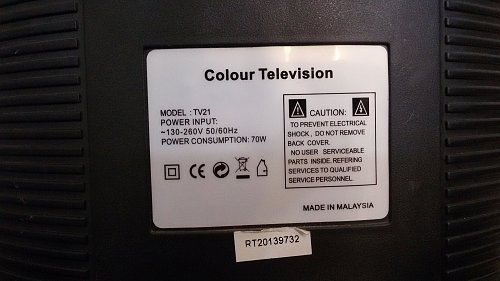 Colour Television
MODEL : TV21
POWER INPUT:
~130-260V 50/60Hz
POWER CONSUMPTION: 70W
CE
CAUTION:
TO PREVENT ELECTRICAL
SHOCK , DO NOT REMOVE
BACK COVER.
NO USER SERVICEABLE
PARTS INSIDE. REFERING
SERVICES TO QUALIFIED
SERVICE PERSONNEL.
MADE IN MALAYSIA
RT20139732